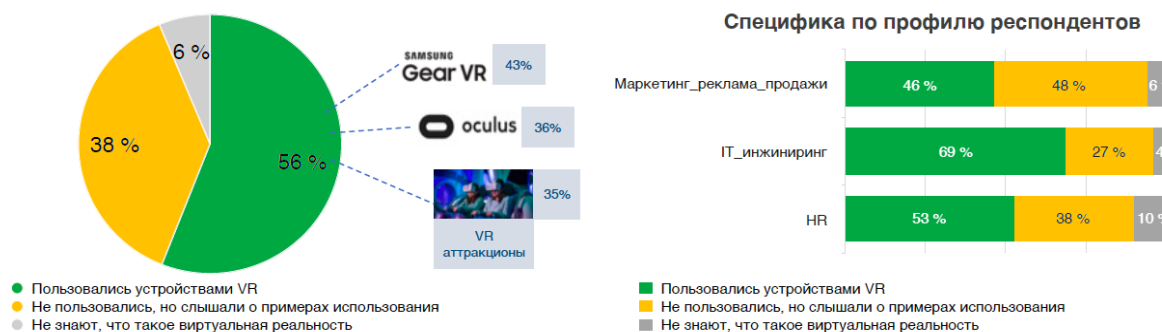 6 %
38 %
56 %
SAMSUNG
Gear VR
43%
oculus
36%
35%
VR
аттракционы
Пользовались устройствами VR
Не пользовались, но слышали о примерах использования
Не знают, что такое виртуальная реальность
Специфика по профилю респондентов
Маркетинг_реклама_продажи
46 %
48 %
6
IT_инжиниринг
69 %
27 %
4
HR
53 %
38 %
10 %
Пользовались устройствами VR
Не пользовались, но слышали о примерах использования
Не знают, что такое виртуальная реальность